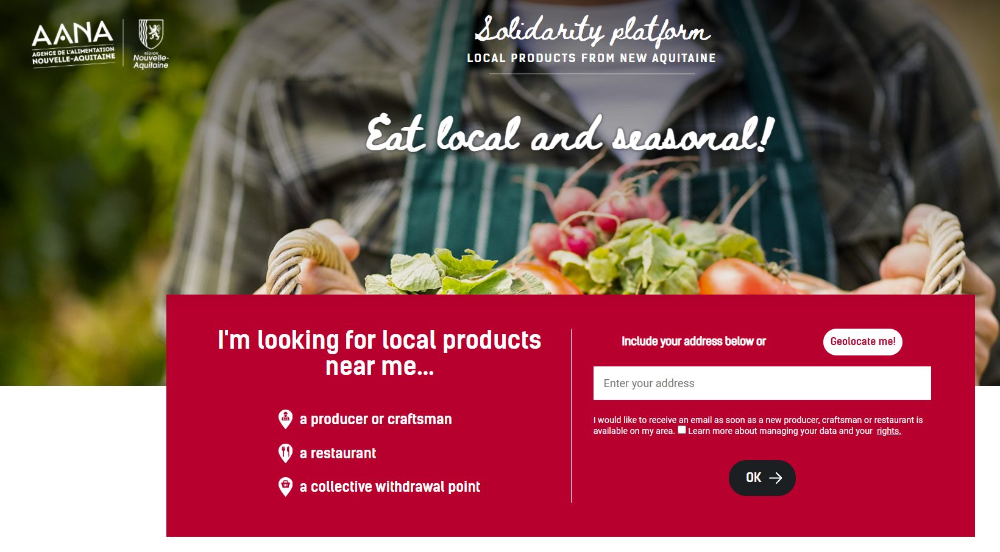 AANA
AGENCE DE L'ALIMENTATION
NOUVELLE-AQUITAINE
RÉGION
Nouvelle-
Aquitaine
Solidarity platform
LOCAL PRODUCTS FROM NEW AQUITAINE
Eat local and seasonal!
I'm looking for local products
near me...
a producer or craftsman
a restaurant
a collective withdrawal point
Include your address below or
Geolocate me!
Enter your address
I would like to receive an email as soon as a new producer, craftsman or restaurant is
available on my area. Learn more about managing your data and your rights.
OK